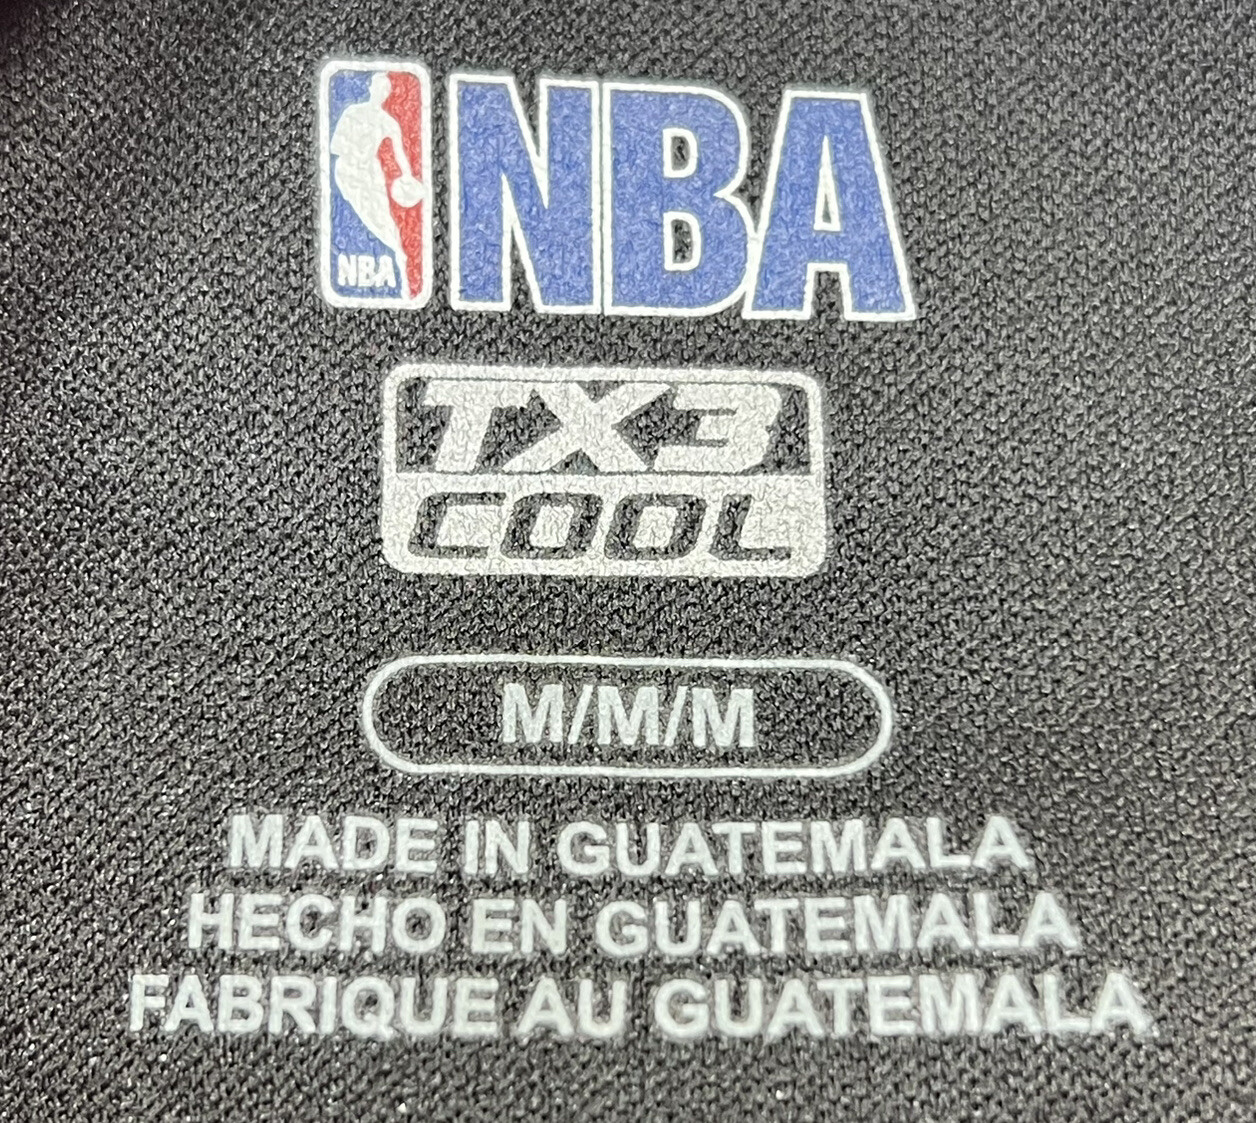 NBA
NBA
TX3
COOL
M/M/M
MADE IN GUATEMALA
HECHO EN GUATEMALA
FABRIQUE AU GUATEMALA